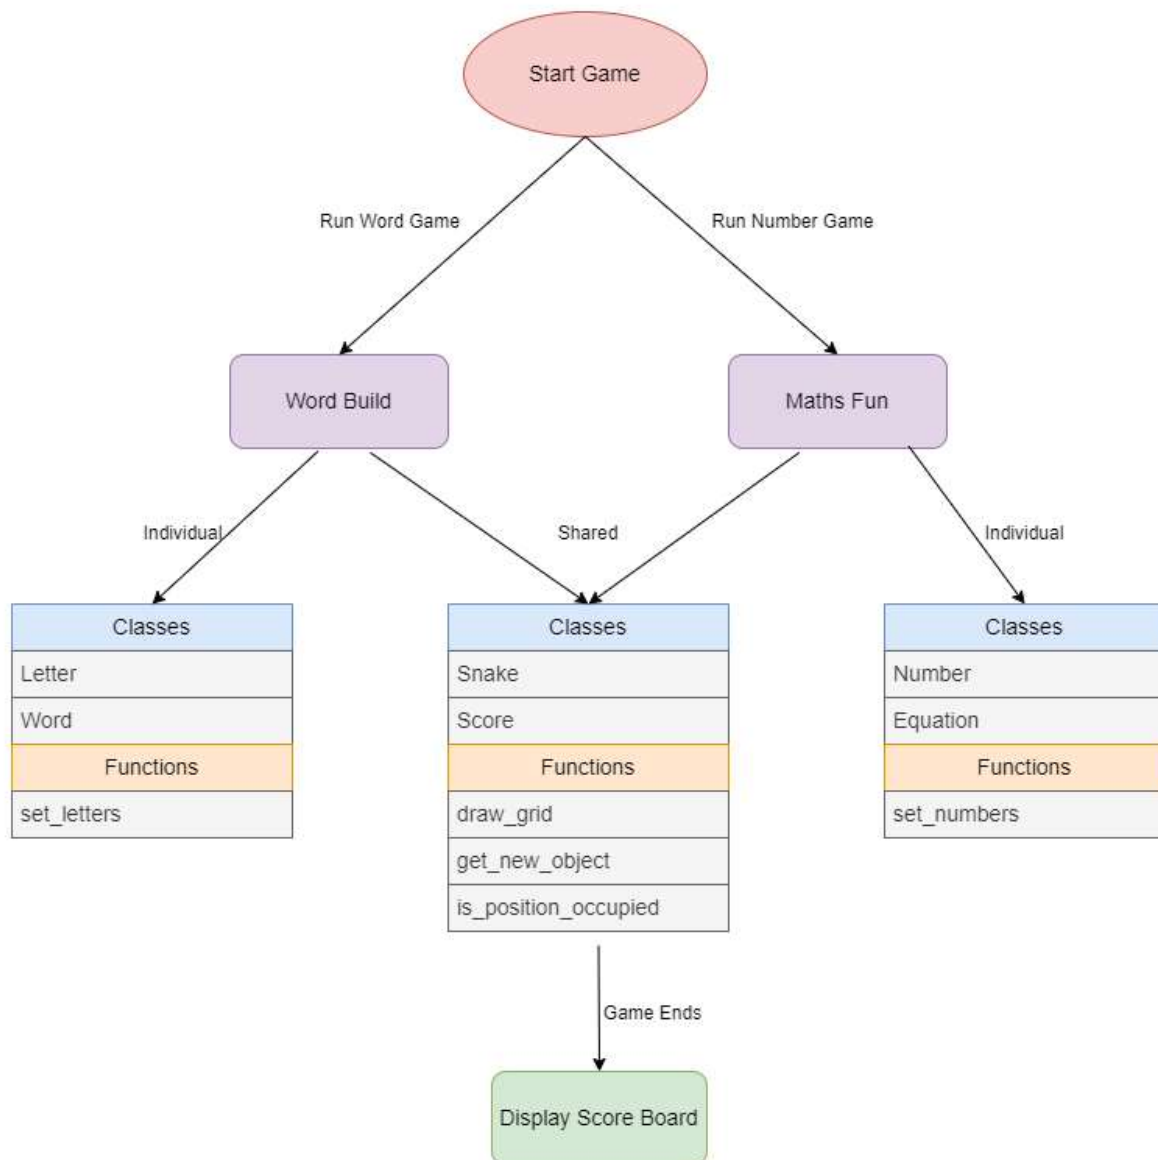 Start Game
Run Word Game
Run Number Game
Word Build
Maths Fun
Individual
Shared
Individual
Classes
Letter
Word
Functions
set_letters
Classes
Snake
Score
Functions
draw_grid
get_new_object
is_position_occupied
Classes
Number
Equation
Functions
set_numbers
Game Ends
Display Score Board